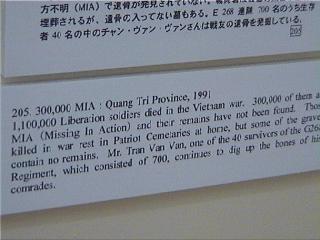 方不明（MIA）で遺骨が発見されていない。
埋葬されるが、遺骨の入ってない墓もある。E 268 連隊 700 名のうち生存
者 40 名の中のチャン・ヴァン・ヴァンさんは戦友の遺骨を発掘している。
205
205. 300,000 MIA : Quang Tri Province, 1991
1,100,000 Liberation soldiers died in the Vietnam war. 300,000 of them a
MIA (Missing In Action) and their remains have not been found. Thos
killed in war rest in Patriot Cemetaries at home, but some of the grave
contain no remains. Mr. Tran Van Van, one of the 40 survivors of the G268
Regiment, which consisted of 700, continues to dig up the bones of his
comrades.